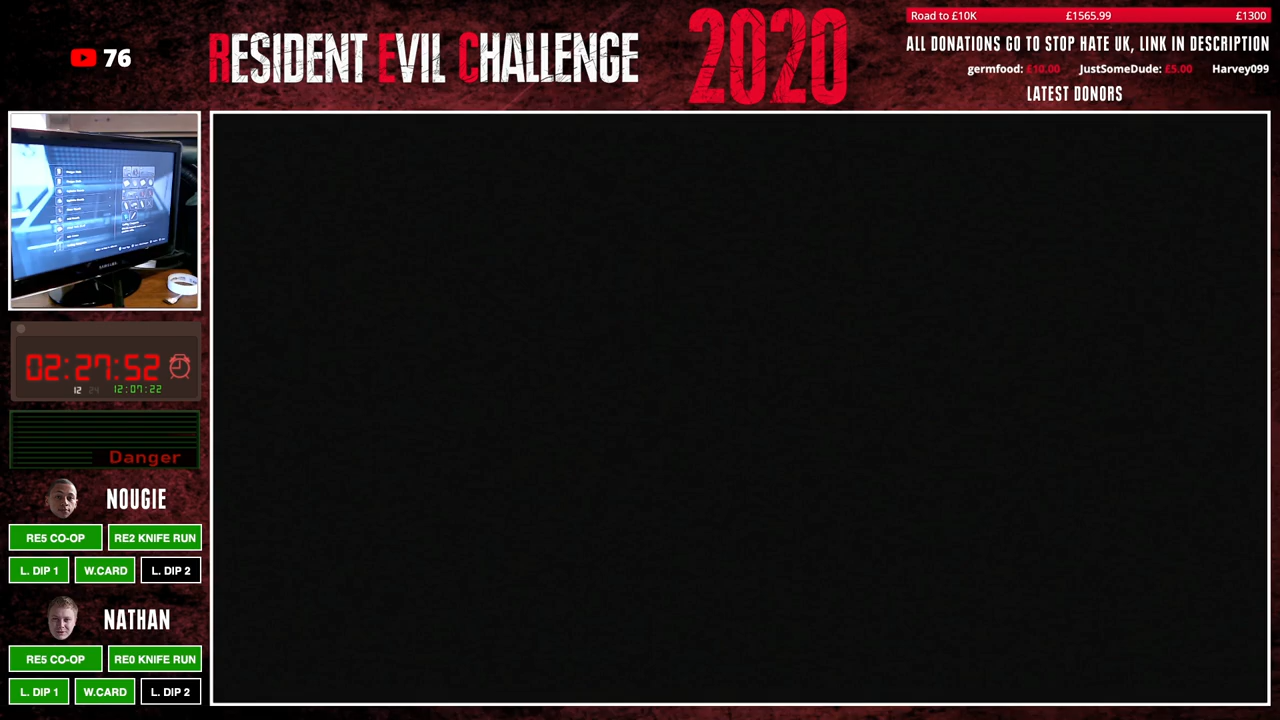 Road to £10K £1565.99 £1300
76
RESIDENT EVIL CHALLENGE 2020
ALL DONATIONS GO TO STOP HATE UK, LINK IN DESCRIPTION
germfood: £10.00 JustSomeDude: £5.00 Harvey099
LATEST DONORS
SAMSUNG
02:27:52
12 24 12:07:22
Danger
NOUGIE
RE5 CO-OP RE2 KNIFE RUN
L. DIP 1 W.CARD L. DIP 2
NATHAN
RE5 CO-OP RE0 KNIFE RUN
L. DIP 1 W.CARD L. DIP 2